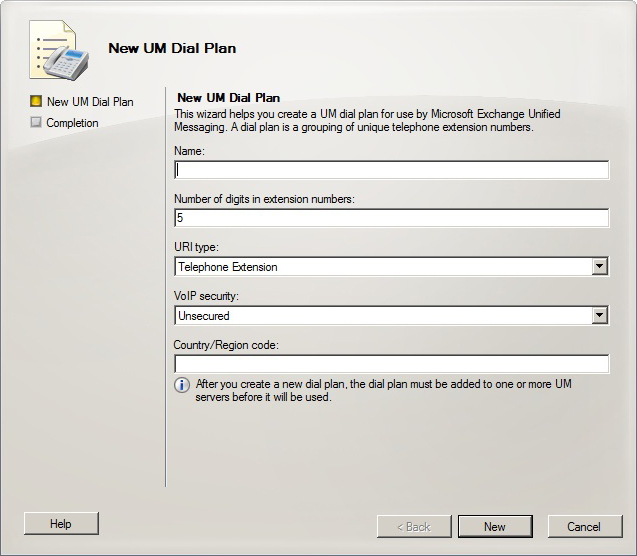 New UM Dial Plan
New UM Dial Plan
Completion
New UM Dial Plan
This wizard helps you create a UM dial plan for use by Microsoft Exchange Unified
Messaging. A dial plan is a grouping of unique telephone extension numbers.
Name:
Number of digits in extension numbers:
5
URI type:
Telephone Extension
VoIP security:
Unsecured
Country/Region code:
After you create a new dial plan, the dial plan must be added to one or more UM
servers before it will be used.
Help
< Back
New
Cancel